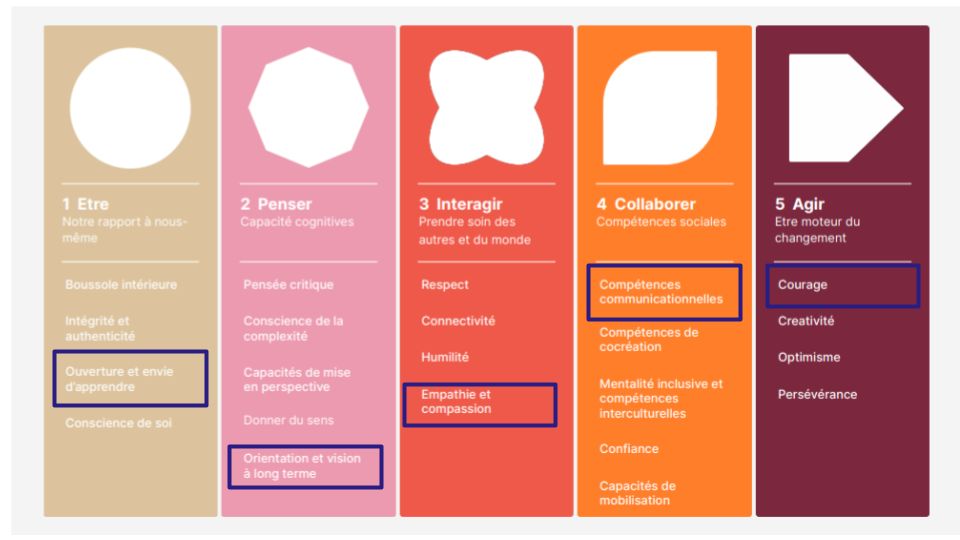 1 Etre
Notre rapport à nous-
même
Boussole intérieure
Intégrité et
authenticité
Ouverture et envie
d'apprendre
Conscience de soi
2 Penser
Capacité cognitives
Pensée critique
Conscience de la
complexité
Capacités de mise
en perspective
Donner du sens
Orientation et vision
à long terme
3 Interagir
Prendre soin des
autres et du monde
Respect
Connectivité
Humilité
Empathie et
compassion
4 Collaborer
Compétences sociales
Compétences
communicationnelles
Compétences de
cocréation
Mentalité inclusive et
compétences
interculturelles
Confiance
Capacités de
mobilisation
5 Agir
Etre moteur du
changement
Courage
Creativité
Optimisme
Persévérance